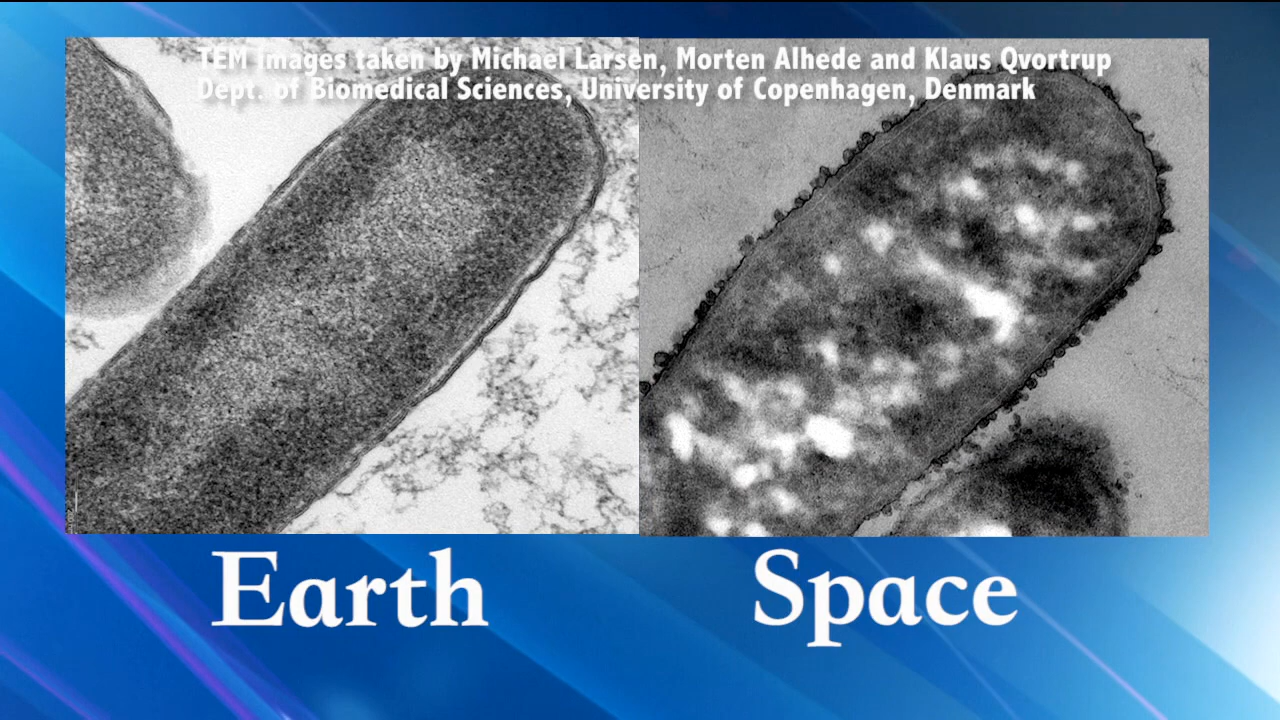 TEM images taken by Michael Larsen, Morten Alhede and Klaus Qvortrup
Dept. of Biomedical Sciences, University of Copenhagen, Denmark
Earth
Space